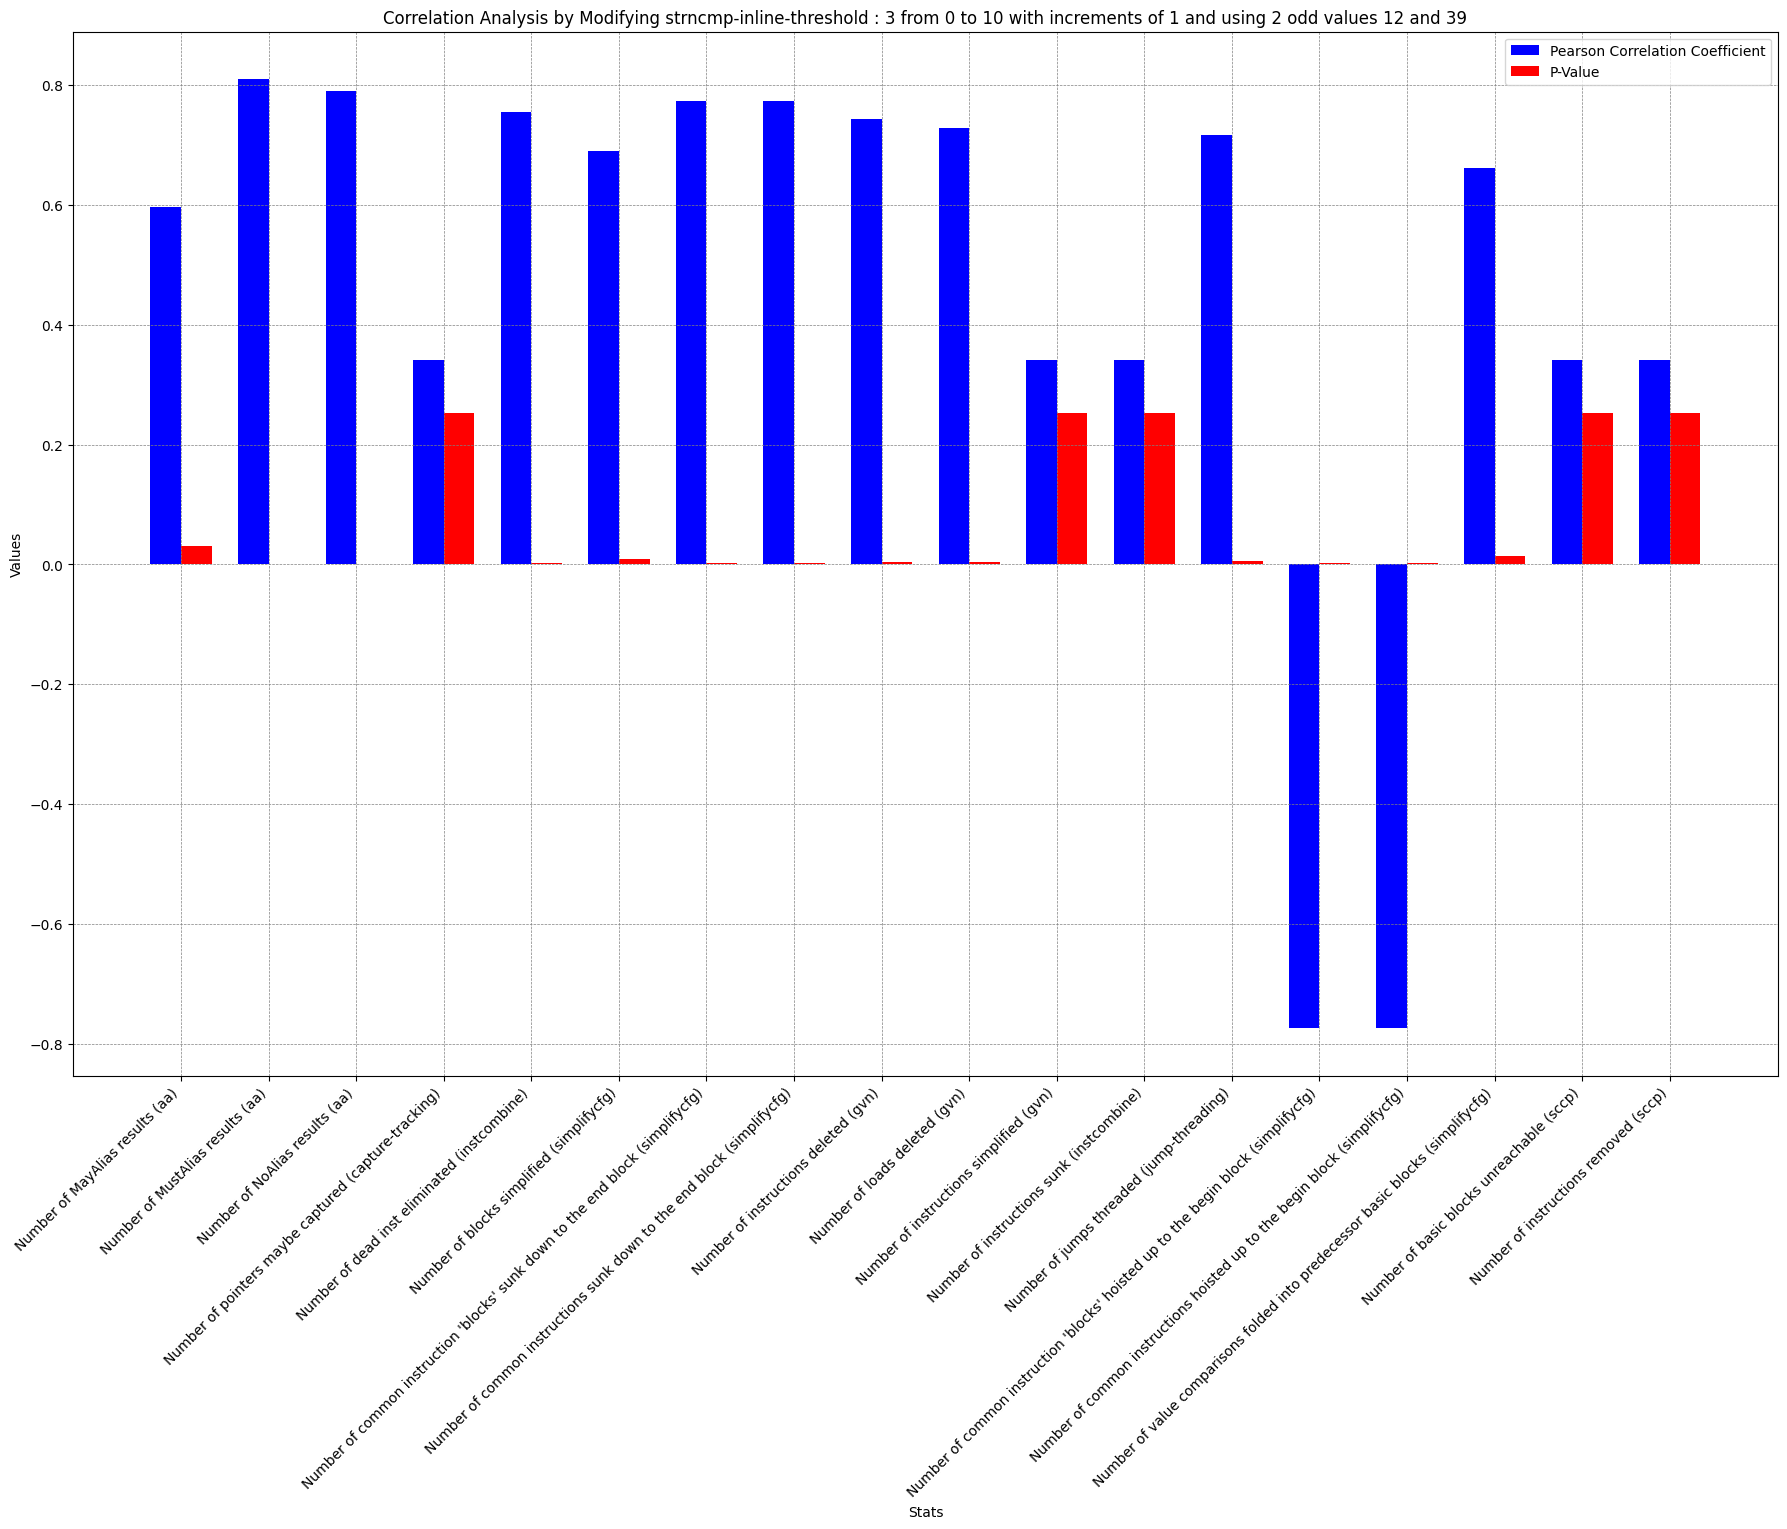 Correlation Analysis by Modifying strncmp-inline-threshold : 3 from 0 to 10 with increments of 1 and using 2 odd values 12 and 39
Pearson Correlation Coefficient
P-Value
Values
0.8
0.6
0.4
0.2
0.0
−0.2
−0.4
−0.6
−0.8
Number of MayAlias results (aa)
Number of MustAlias results (aa)
Number of NoAlias results (aa)
Number of pointers maybe captured (capture-tracking)
Number of dead inst eliminated (instcombine)
Number of blocks simplified (simplifycfg)
Number of common instruction 'blocks' sunk down to the end block (simplifycfg)
Number of common instructions sunk down to the end block (simplifycfg)
Number of instructions deleted (gvn)
Number of loads deleted (gvn)
Number of instructions simplified (gvn)
Number of instructions sunk (instcombine)
Number of jumps threaded (jump-threading)
Number of common instruction 'blocks' hoisted up to the begin block (simplifycfg)
Number of common instructions hoisted up to the begin block (simplifycfg)
Number of value comparisons folded into predecessor basic blocks (simplifycfg)
Number of basic blocks unreachable (sccp)
Number of instructions removed (sccp)
Stats